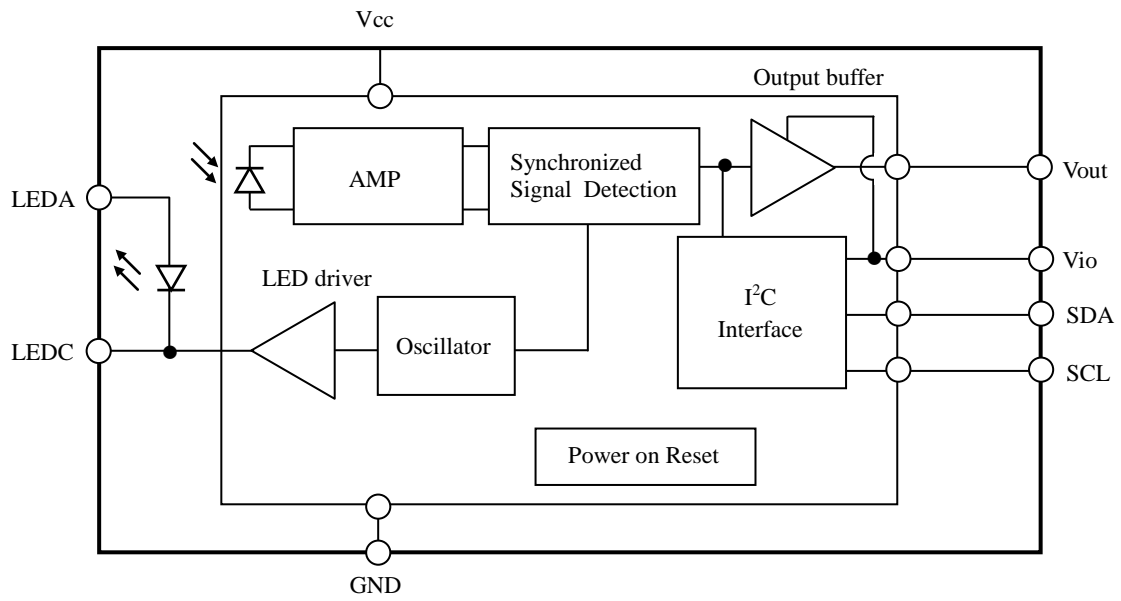 Vcc
Output buffer
AMP
Synchronized
Signal Detection
Vout
LEDA
LED driver
Vio
I²C
Interface
SDA
Oscillator
LEDC
SCL
Power on Reset
GND